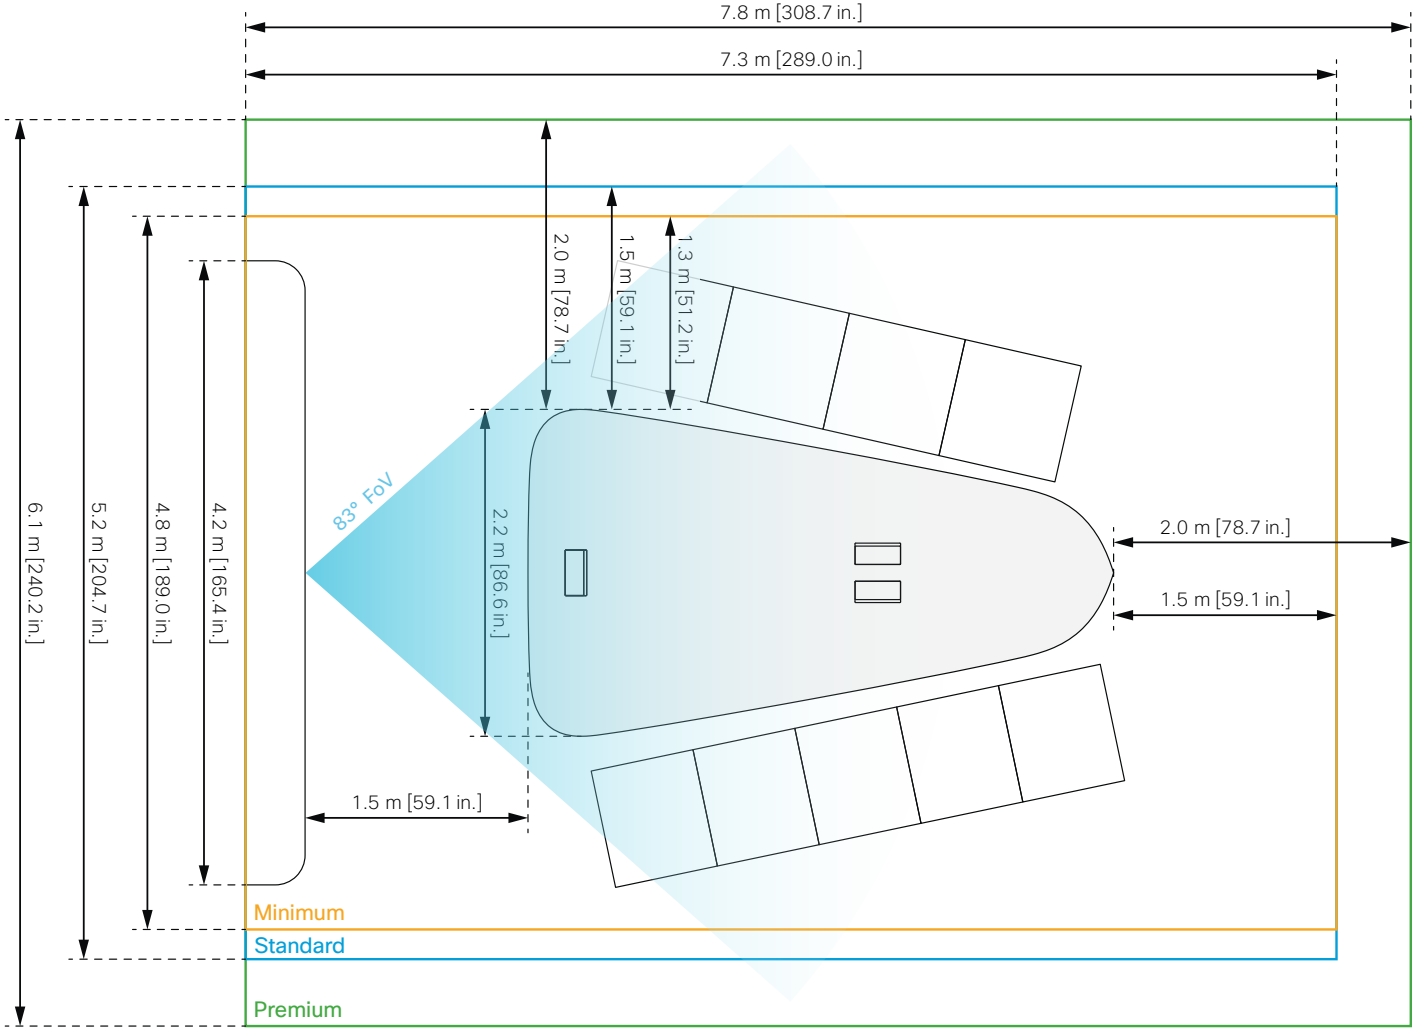 7.8 m [308.7 in.]
7.3 m [289.0 in.]
2.0 m [78.7 in.]
1.5 m [59.1 in.]
1.3 m [51.2 in.]
83° FoV
6.1 m [240.2 in.]
5.2 m [204.7 in.]
4.8 m [189.0 in.]
4.2 m [165.4 in.]
2.2 m [86.6 in.]
2.0 m [78.7 in.]
1.5 m [59.1 in.]
1.5 m [59.1 in.]
Minimum
Standard
Premium